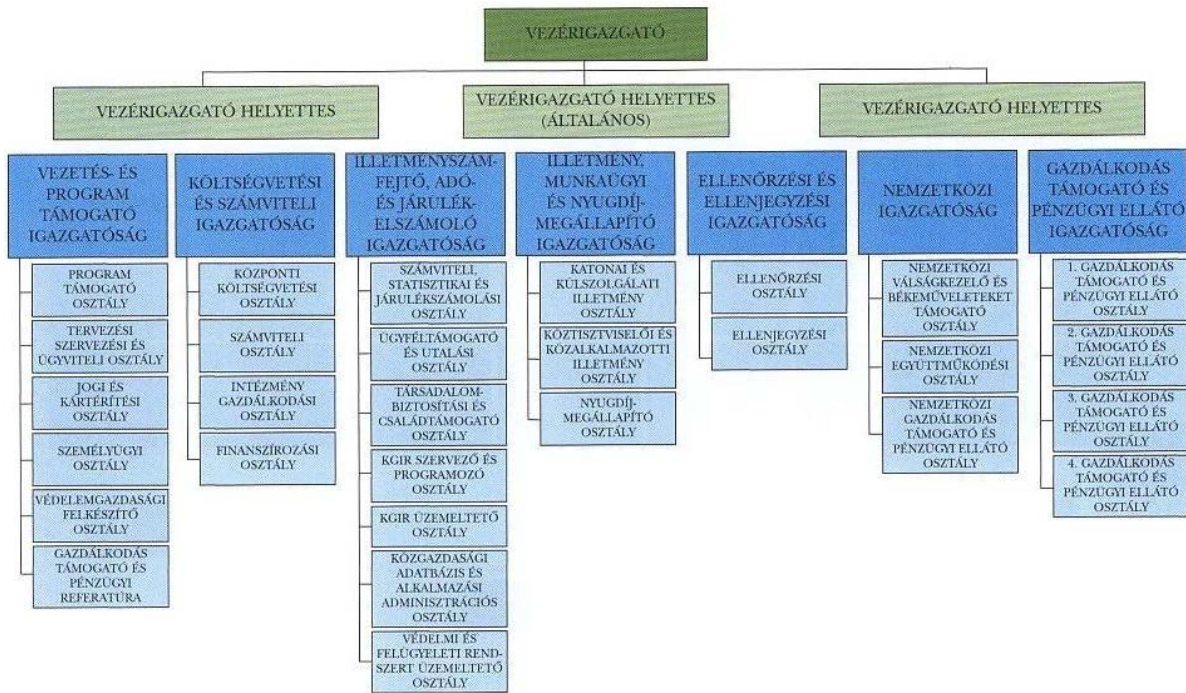 VEZÉRIGAZGATÓ
VEZÉRIGAZGATÓ HELYETTES
VEZÉRIGAZGATÓ HELYETTES
(ÁLTALÁNOS)
VEZÉRIGAZGATÓ HELYETTES
VEZETÉS- ÉS
PROGRAM
TÁMOGATÓ
IGAZGATÓSÁG
PROGRAM
TÁMOGATÓ
OSZTÁLY
TERVEZÉSI
SZERVEZÉSI ÉS
ÜGYVITELI OSZTÁLY
JOGI ÉS
KÁRTÉRÍTÉSI
OSZTÁLY
SZEMÉLYÜGYI
OSZTÁLY
VÉDELEMGAZDASÁGI
FELKÉSZÍTŐ
OSZTÁLY
GAZDÁLKODÁS
TÁMOGATÓ ÉS
PÉNZÜGYI
REFERATÚRA
KÖLTSÉGVETÉSI
ÉS SZÁMVITELI
IGAZGATÓSÁG
KÖZPONTI
KÖLTSÉGVETÉSI
OSZTÁLY
SZÁMVITELI
OSZTÁLY
INTÉZMÉNY
GAZDÁLKODÁSI
OSZTÁLY
FINANSZÍROZÁSI
OSZTÁLY
ILLETMÉNYSZÁM-
FEJTŐ, ADÓ-
ÉS JÁRULÉK-
ELSZÁMOLÓ
IGAZGATÓSÁG
SZÁMVITELI,
STATISZTIKAI ÉS
JÁRULÉKSZÁMOLÁSI
OSZTÁLY
ÜGYFÉLTÁMOGATÓ
ÉS UTALÁSI
OSZTÁLY
TÁRSADALOM-
BIZTOSÍTÁSI ÉS
CSALÁDTÁMOGATÓ
OSZTÁLY
KGIR SZERVEZŐ ÉS
PROGRAMOZÓ
OSZTÁLY
KGIR ÜZEMELTETŐ
OSZTÁLY
KÖZGAZDASÁGI
ADATBÁZIS ÉS
ALKALMAZÁSI
ADMINISZTRÁCIÓS
OSZTÁLY
VÉDELMI ÉS
FELÜGYELETI REND-
SZERT ÜZEMELTETŐ
OSZTÁLY
ILLETMÉNY,
MUNKAÜGYI
ÉS NYUGDÍJ-
MEGÁLLAPÍTÓ
IGAZGATÓSÁG
KATONAI ÉS
KÜLSZOLGÁLATI
ILLETMÉNY
OSZTÁLY
KÖZTISZTVISELŐI ÉS
KÖZALKALMAZOTTI
ILLETMÉNY
OSZTÁLY
NYUGDÍJ-
MEGÁLLAPÍTÓ
OSZTÁLY
ELLENŐRZÉSI ÉS
ELLENJEGYZÉSI
IGAZGATÓSÁG
ELLENŐRZÉSI
OSZTÁLY
ELLENJEGYZÉSI
OSZTÁLY
NEMZETKÖZI
IGAZGATÓSÁG
NEMZETKÖZI
VÁLSÁGKEZELŐ ÉS
BÉKEMŰVELETEKET
TÁMOGATÓ
OSZTÁLY
NEMZETKÖZI
EGYÜTTMŰKÖDÉSI
OSZTÁLY
NEMZETKÖZI
GAZDÁLKODÁS
TÁMOGATÓ ÉS
PÉNZÜGYI ELLÁTÓ
OSZTÁLY
GAZDÁLKODÁS
TÁMOGATÓ ÉS
PÉNZÜGYI ELLÁTÓ
IGAZGATÓSÁG
1. GAZDÁLKODÁS
TÁMOGATÓ ÉS
PÉNZÜGYI ELLÁTÓ
OSZTÁLY
2. GAZDÁLKODÁS
TÁMOGATÓ ÉS
PÉNZÜGYI ELLÁTÓ
OSZTÁLY
3. GAZDÁLKODÁS
TÁMOGATÓ ÉS
PÉNZÜGYI ELLÁTÓ
OSZTÁLY
4. GAZDÁLKODÁS
TÁMOGATÓ ÉS
PÉNZÜGYI ELLÁTÓ
OSZTÁLY